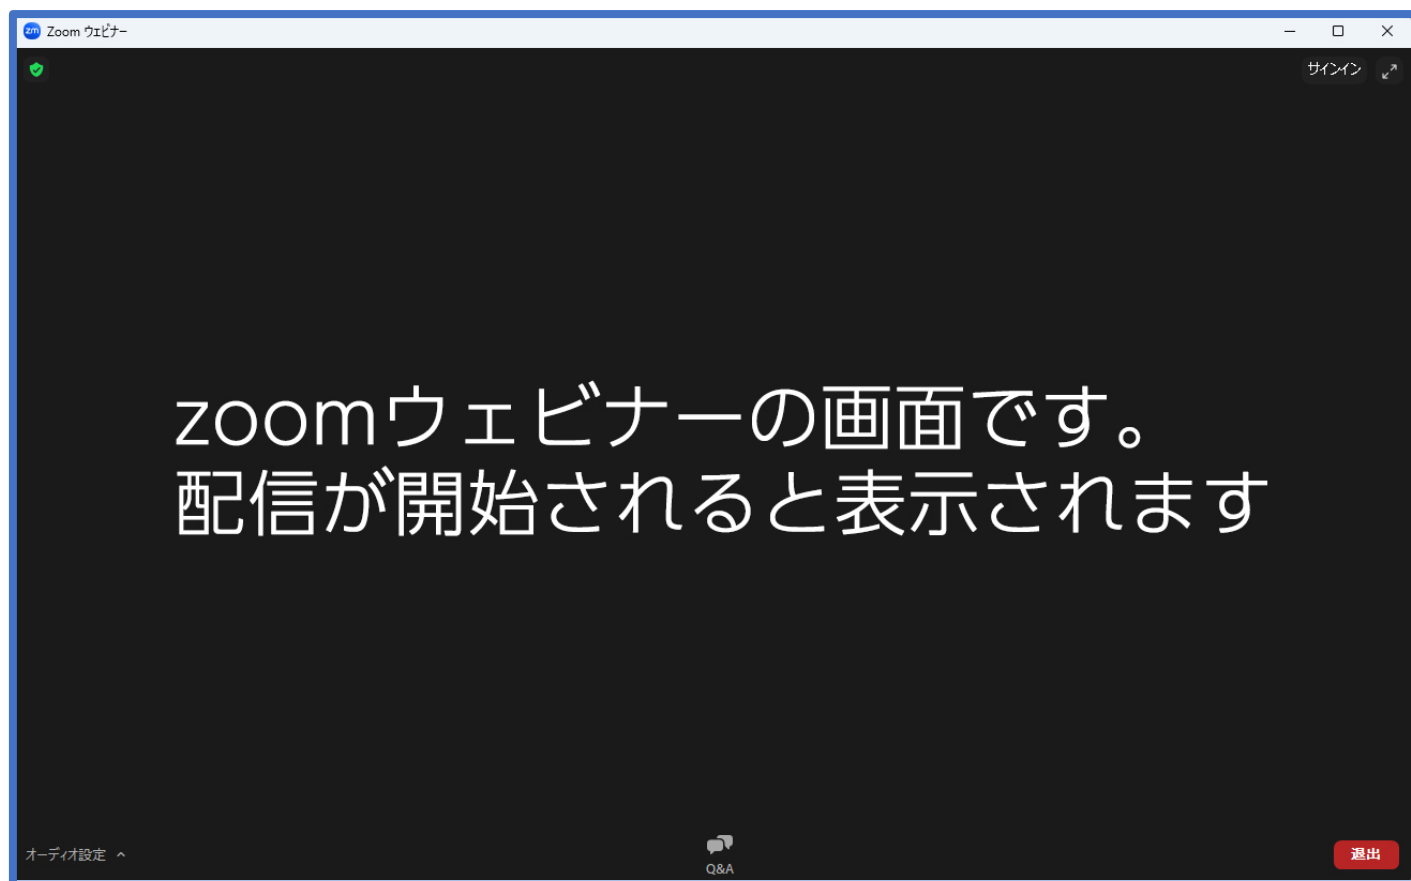 zm Zoom ウェビナー
サインイン
zoomウェビナーの画面です。
配信が開始されると表示されます
オーディオ設定
Q&A
退出